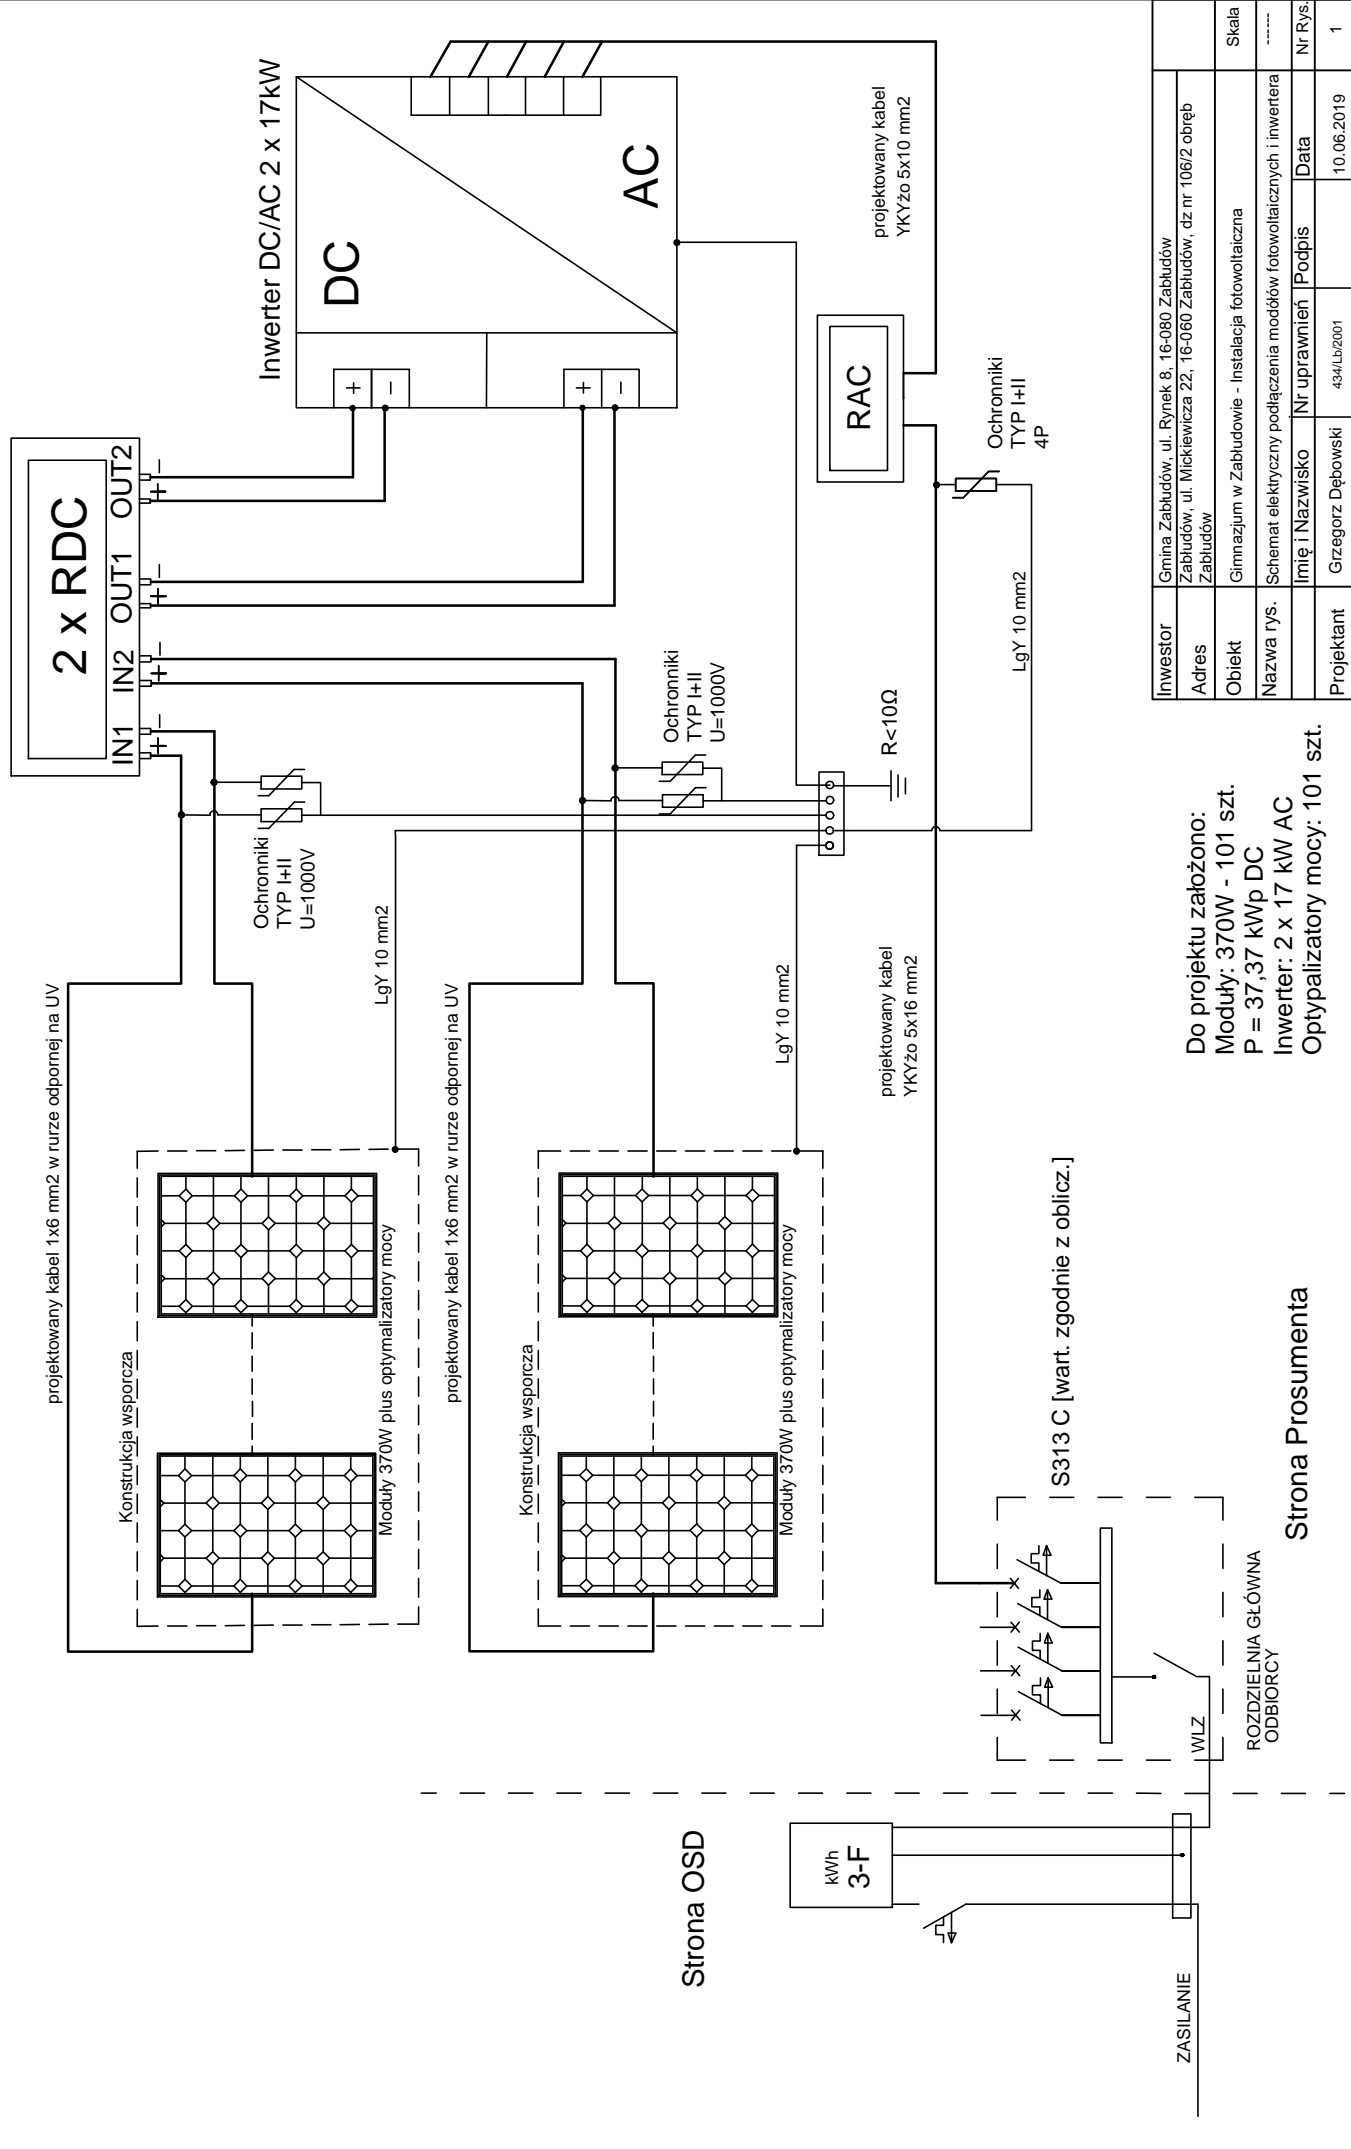 2 x RDC
IN1
IN2
OUT1
OUT2
+
−
+
−
+
−
+
−
Inwerter DC/AC 2 x 17kW
DC
AC
+
−
+
−
projektowany kabel 1x6 mm2 w rurze odpornej na UV
Konstrukcja wsporcza
Moduły 370W plus optymalizatory mocy
Ochronniki
TYP I+II
U=1000V
LgY 10 mm2
projektowany kabel 1x6 mm2 w rurze odpornej na UV
Konstrukcja wsporcza
Moduły 370W plus optymalizatory mocy
Ochronniki
TYP I+II
U=1000V
LgY 10 mm2
R<10Ω
projektowany kabel
YKYżo 5x10 mm2
RAC
Ochronniki
TYP I+II
4P
LgY 10 mm2
projektowany kabel
YKYżo 5x16 mm2
S313 C [wart. zgodnie z oblicz.]
WLZ
ROZDZIELNIA GŁÓWNA
ODBIORCY
Strona OSD
kWh
3-F
ZASILANIE
Strona Prosumenta
Do projektu założono:
Moduły: 370W - 101 szt.
P = 37,37 kWp DC
Inwerter: 2 x 17 kW AC
Optypalizatory mocy: 101 szt.
Inwestor Gmina Zabłudów, ul. Rynek 8, 16-080 Zabłudów
Adres Zabłudów, ul. Mickiewicza 22, 16-060 Zabłudów, dz nr 106/2 obręb
Zabłudów
Obiekt Gimnazjum w Zabłudowie - Instalacja fotowoltaiczna Skala
Nazwa rys. Schemat elektryczny podłączenia modółów fotowoltaicznych i inwertera ------
Imię i Nazwisko Nr uprawnień Podpis Data Nr Rys.
Projektant Grzegorz Dębowski 434/Lb/2001 10.06.2019 1